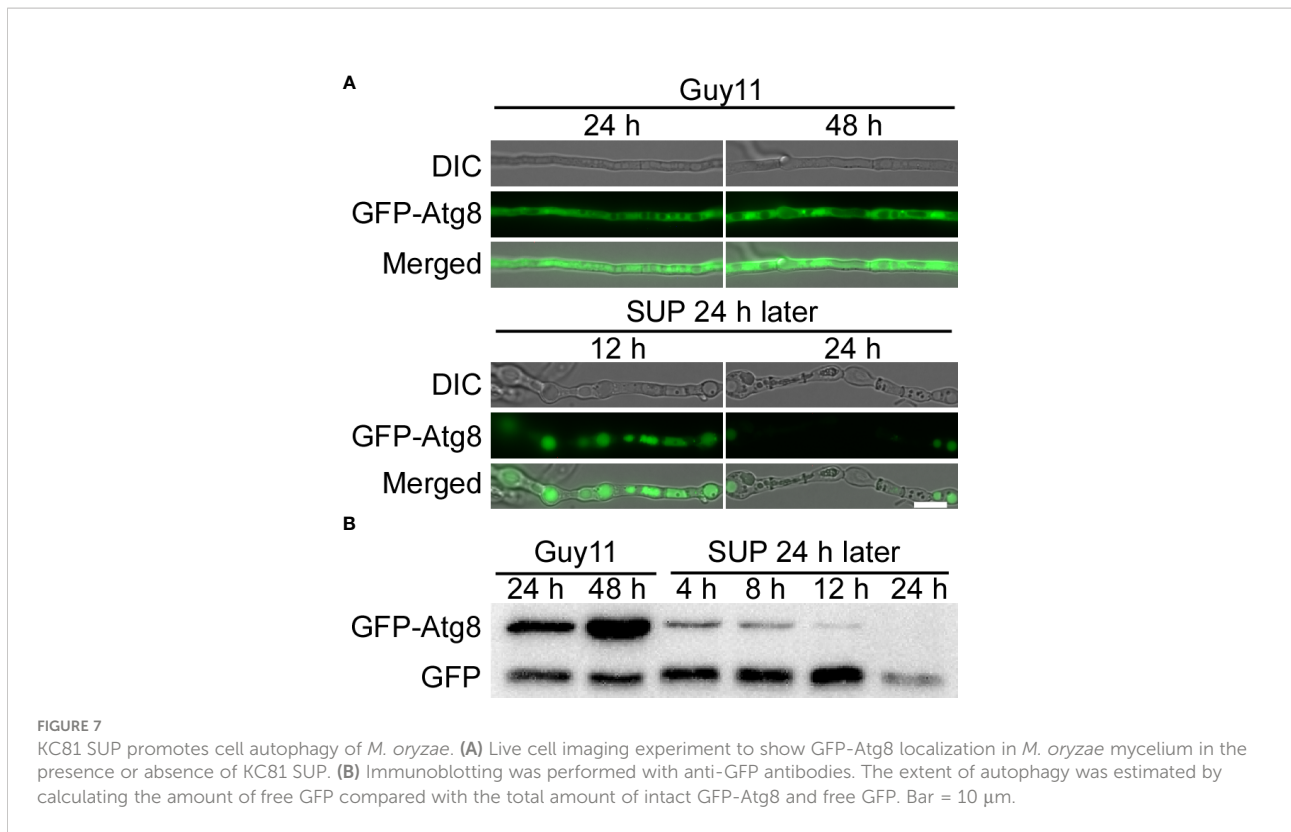 A
Guy11
24 h 48 h
DIC
GFP-Atg8
Merged
SUP 24 h later
12 h 24 h
DIC
GFP-Atg8
Merged
B
Guy11 SUP 24 h later
24 h 48 h 4 h 8 h 12 h 24 h
GFP-Atg8
GFP
FIGURE 7
KC81 SUP promotes cell autophagy of M. oryzae. (A) Live cell imaging experiment to show GFP-Atg8 localization in M. oryzae mycelium in the
presence or absence of KC81 SUP. (B) Immunoblotting was performed with anti-GFP antibodies. The extent of autophagy was estimated by
calculating the amount of free GFP compared with the total amount of intact GFP-Atg8 and free GFP. Bar = 10 μm.